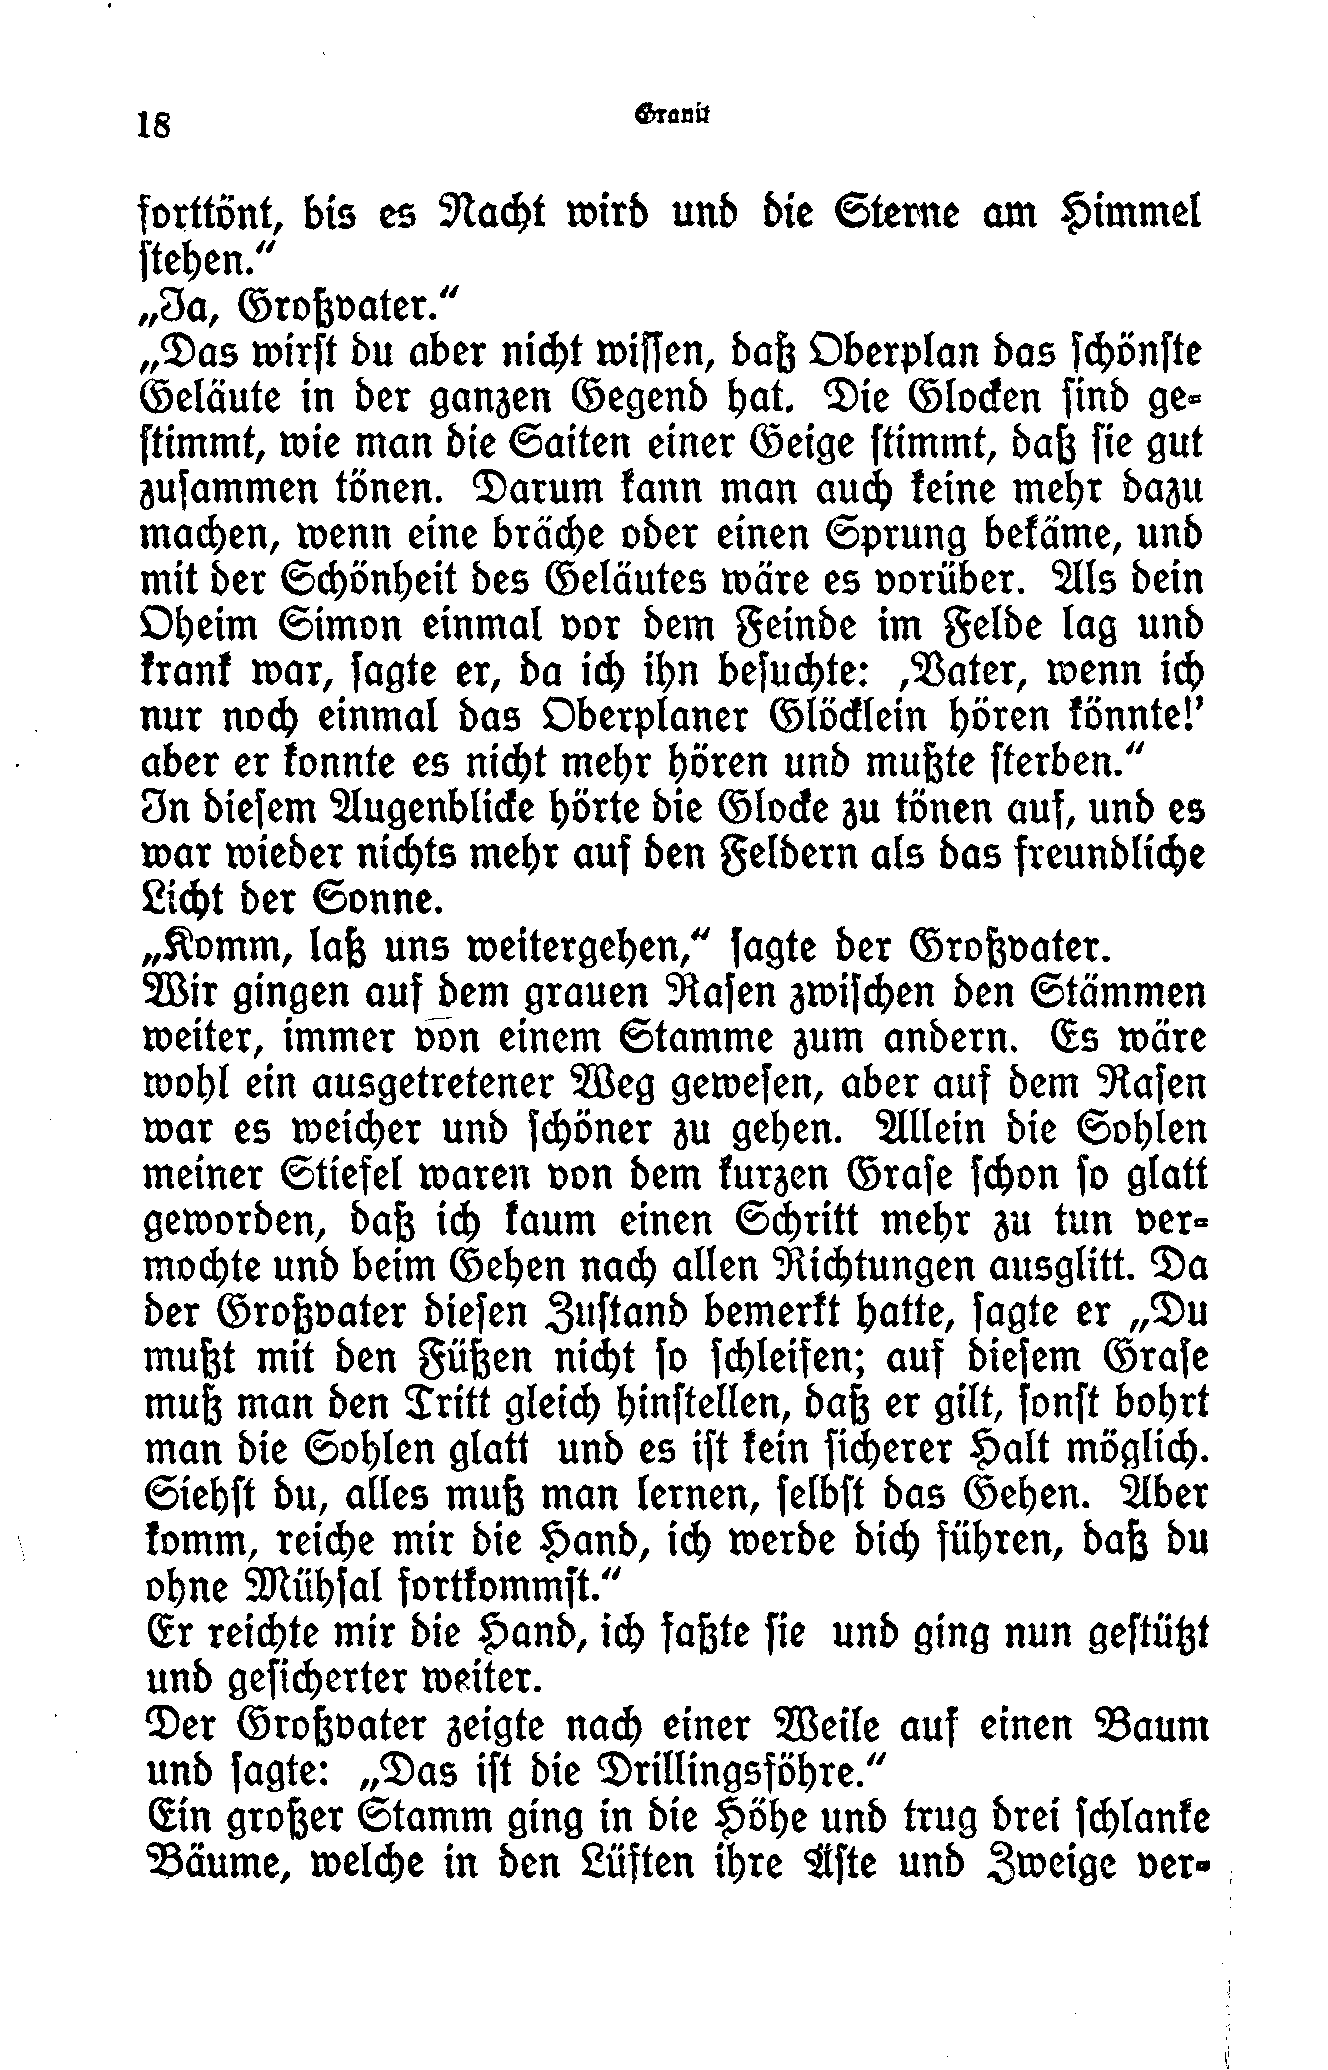 18
Granit
forttönt, bis es Nacht wird und die Sterne am Himmel
stehen.“
„Ja, Großvater.“
„Das wirst du aber nicht wissen, daß Oberplan das schönste
Geläute in der ganzen Gegend hat. Die Glocken sind ge-
stimmt, wie man die Saiten einer Geige stimmt, daß sie gut
zusammen tönen. Darum kann man auch keine mehr dazu
machen, wenn eine bräche oder einen Sprung bekäme, und
mit der Schönheit des Geläutes wäre es vorüber. Als dein
Oheim Simon einmal vor dem Feinde im Felde lag und
krank war, sagte er, da ich ihn besuchte: ‚Vater, wenn ich
nur noch einmal das Oberplaner Glöcklein hören könnte!’
aber er konnte es nicht mehr hören und mußte sterben.“
In diesem Augenblicke hörte die Glocke zu tönen auf, und es
war wieder nichts mehr auf den Feldern als das freundliche
Licht der Sonne.
„Komm, laß uns weitergehen,“ sagte der Großvater.
Wir gingen auf dem grauen Rasen zwischen den Stämmen
weiter, immer von einem Stamme zum andern. Es wäre
wohl ein ausgetretener Weg gewesen, aber auf dem Rasen
war es weicher und schöner zu gehen. Allein die Sohlen
meiner Stiefel waren von dem kurzen Grase schon so glatt
geworden, daß ich kaum einen Schritt mehr zu tun ver-
mochte und beim Gehen nach allen Richtungen ausglitt. Da
der Großvater diesen Zustand bemerkt hatte, sagte er „Du
mußt mit den Füßen nicht so schleifen; auf diesem Grase
muß man den Tritt gleich hinstellen, daß er gilt, sonst bohrt
man die Sohlen glatt und es ist kein sicherer Halt möglich.
Siehst du, alles muß man lernen, selbst das Gehen. Aber
komm, reiche mir die Hand, ich werde dich führen, daß du
ohne Mühsal fortkommst.“
Er reichte mir die Hand, ich faßte sie und ging nun gestützt
und gesicherter weiter.
Der Großvater zeigte nach einer Weile auf einen Baum
und sagte: „Das ist die Drillingsföhre.“
Ein großer Stamm ging in die Höhe und trug drei schlanke
Bäume, welche in den Lüften ihre Äste und Zweige ver-